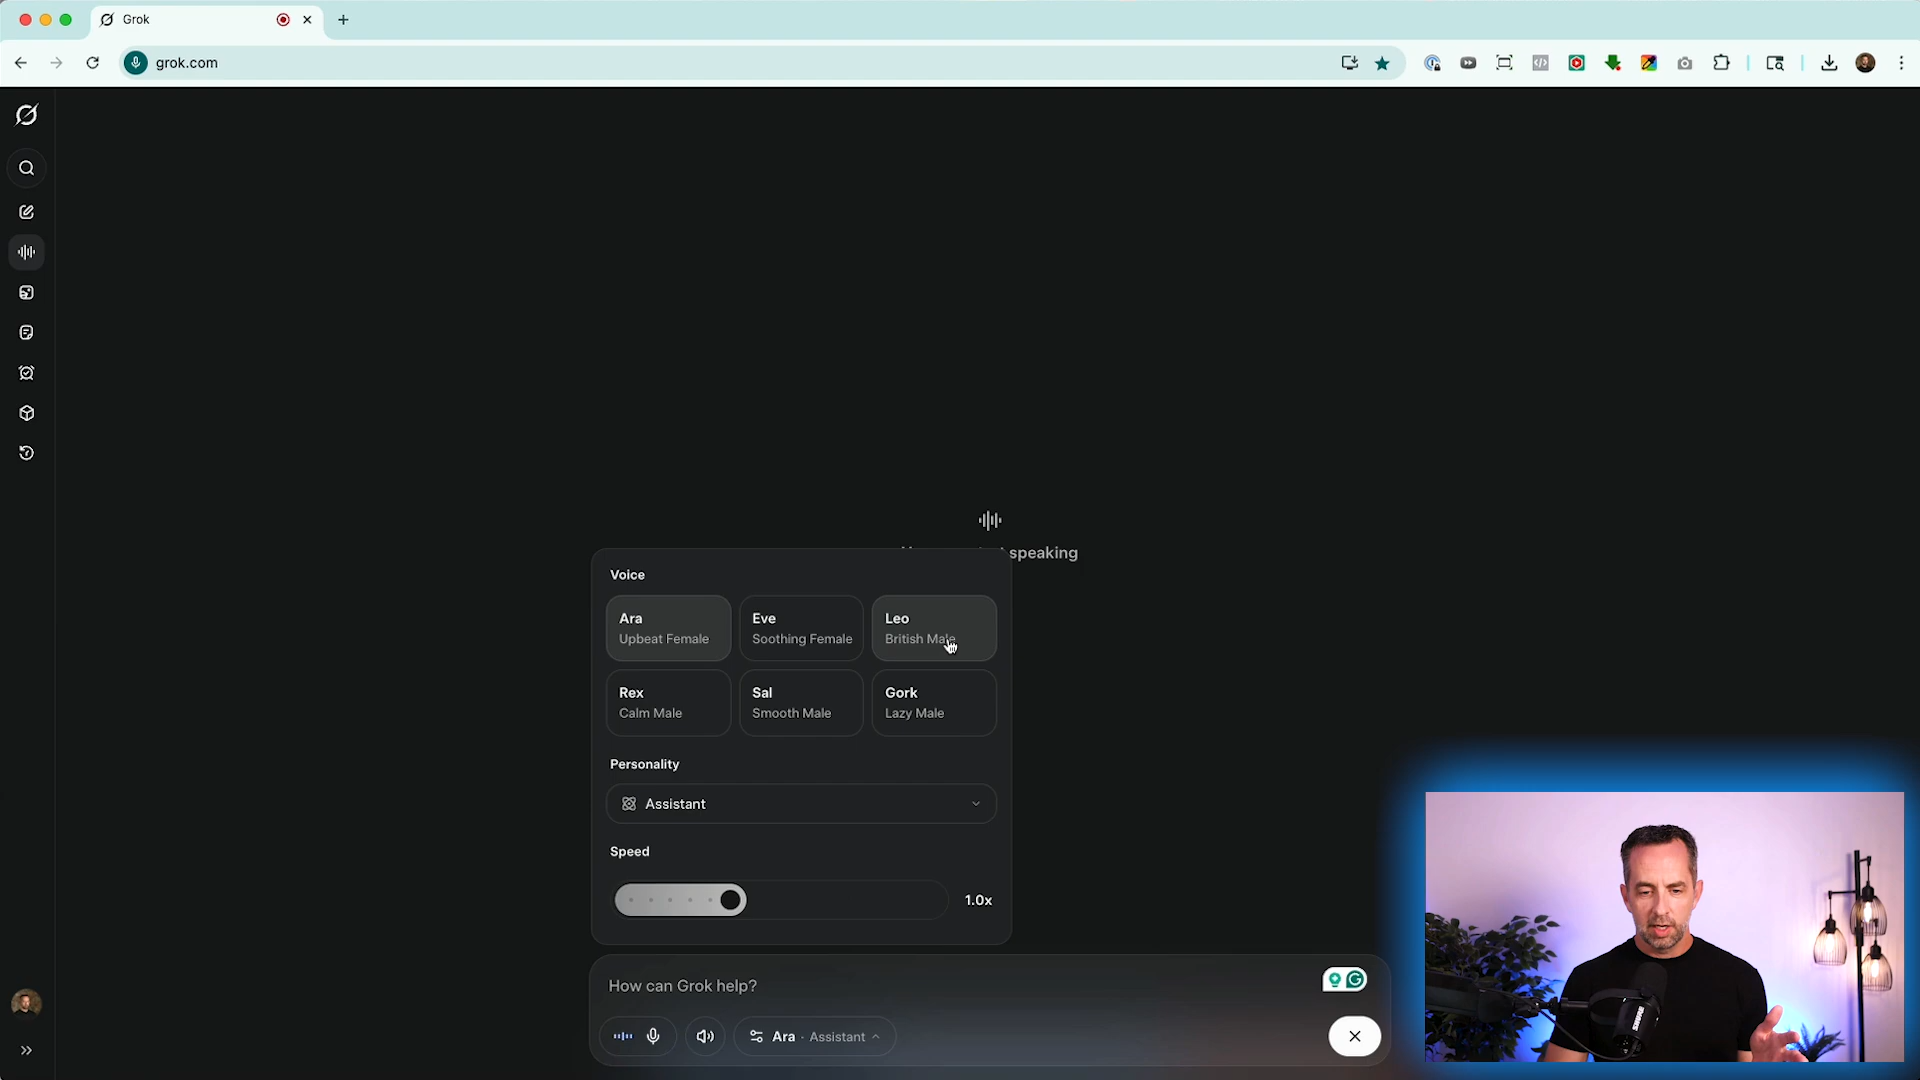 Grok
grok.com
speaking
Voice
Ara
Upbeat Female
Eve
Soothing Female
Leo
British Male
Rex
Calm Male
Sal
Smooth Male
Gork
Lazy Male
Personality
Assistant
Speed
1.0x
How can Grok help?
Ara · Assistant